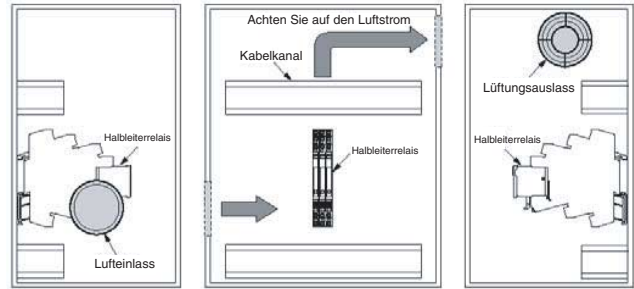 Halbleiterrelais
Lufteinlass
Achten Sie auf den Luftstrom
Kabelkanal
Halbleiterrelais
Lüftungsauslass
Halbleiterrelais